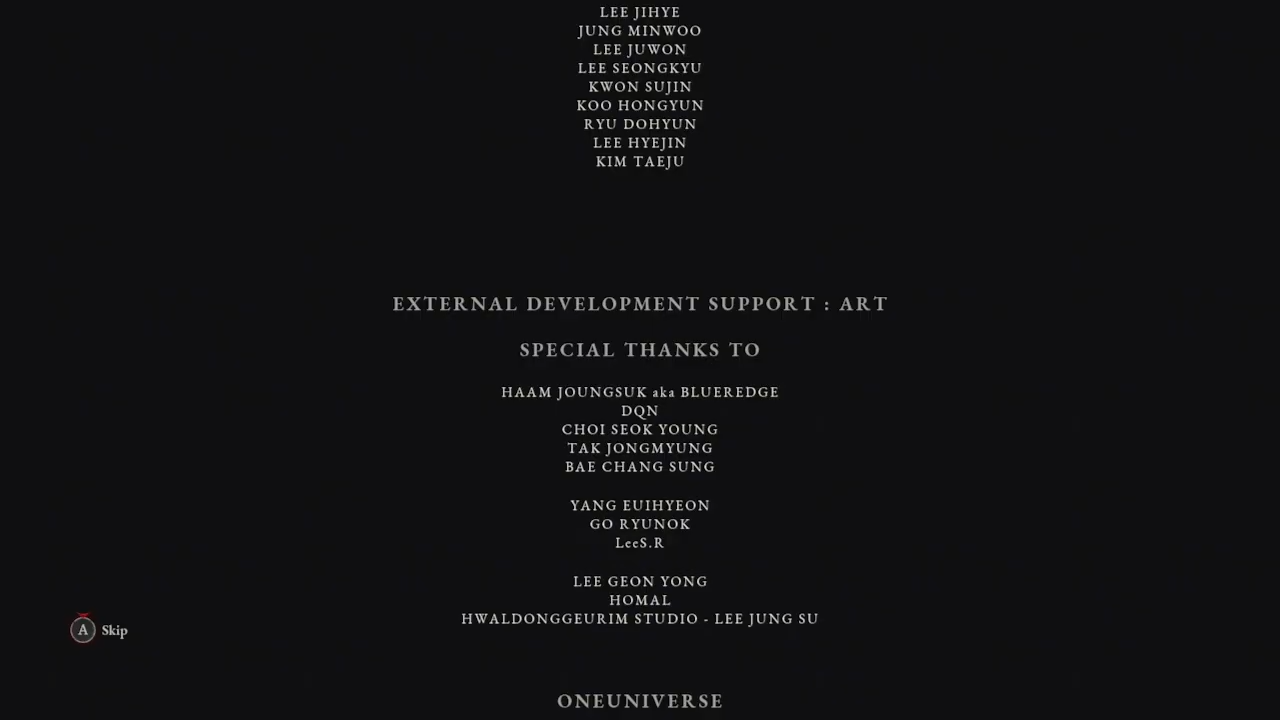 LEE JIHYE
JUNG MINWOO
LEE JUWON
LEE SEONGKYU
KWON SUJIN
KOO HONGYUN
RYU DOHYUN
LEE HYEJIN
KIM TAEJU
EXTERNAL DEVELOPMENT SUPPORT : ART
SPECIAL THANKS TO
HAAM JOUNGSUK aka BLUEREDGE
DQN
CHOI SEOK YOUNG
TAK JONGMYUNG
BAE CHANG SUNG
YANG EUIHYEON
GO RYUNOK
LeeS.R
LEE GEON YONG
HOMAL
HWALDONGGEURIM STUDIO - LEE JUNG SU
A Skip
ONEUNIVERSE